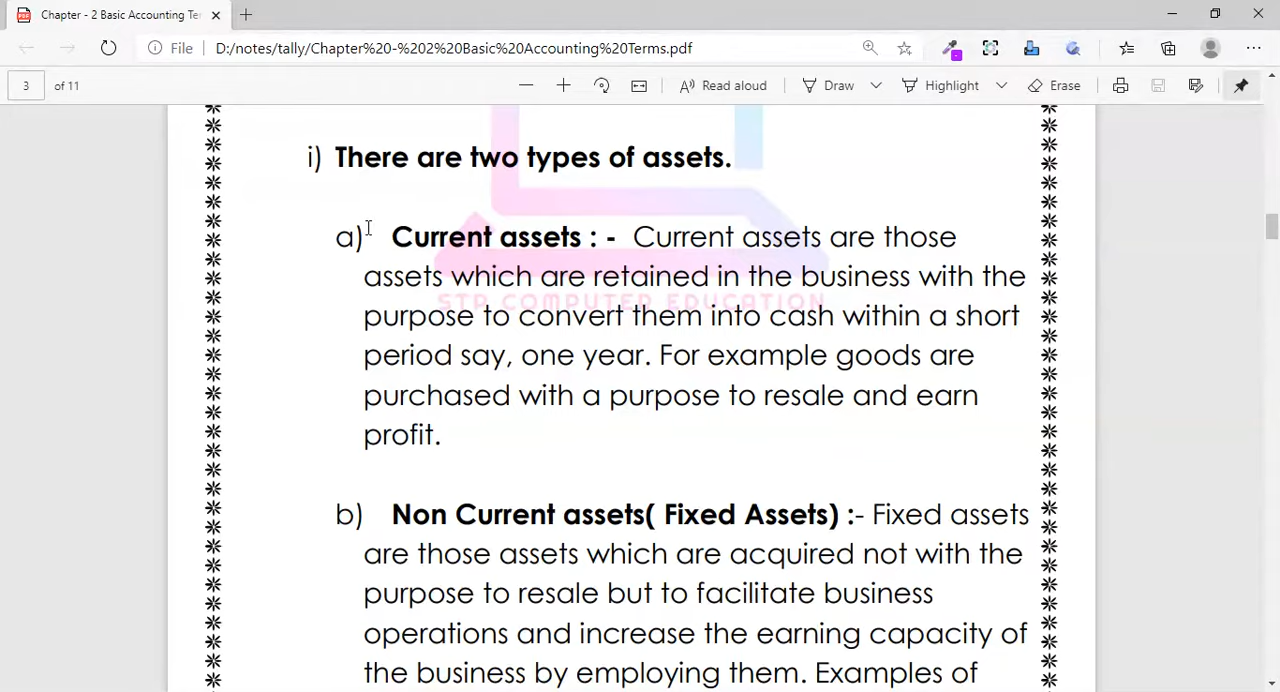 Chapter - 2 Basic Accounting Ter
File D:/notes/tally/Chapter%20-%202%20Basic%20Accounting%20Terms.pdf
3 of 11 Read aloud Draw Highlight Erase
i) There are two types of assets.
a) Current assets : - Current assets are those
assets which are retained in the business with the
STP COMPUTER EDUCATION
purpose to convert them into cash within a short
period say, one year. For example goods are
purchased with a purpose to resale and earn
profit.
b) Non Current assets( Fixed Assets) :- Fixed assets
are those assets which are acquired not with the
purpose to resale but to facilitate business
operations and increase the earning capacity of
the business by employing them. Examples of